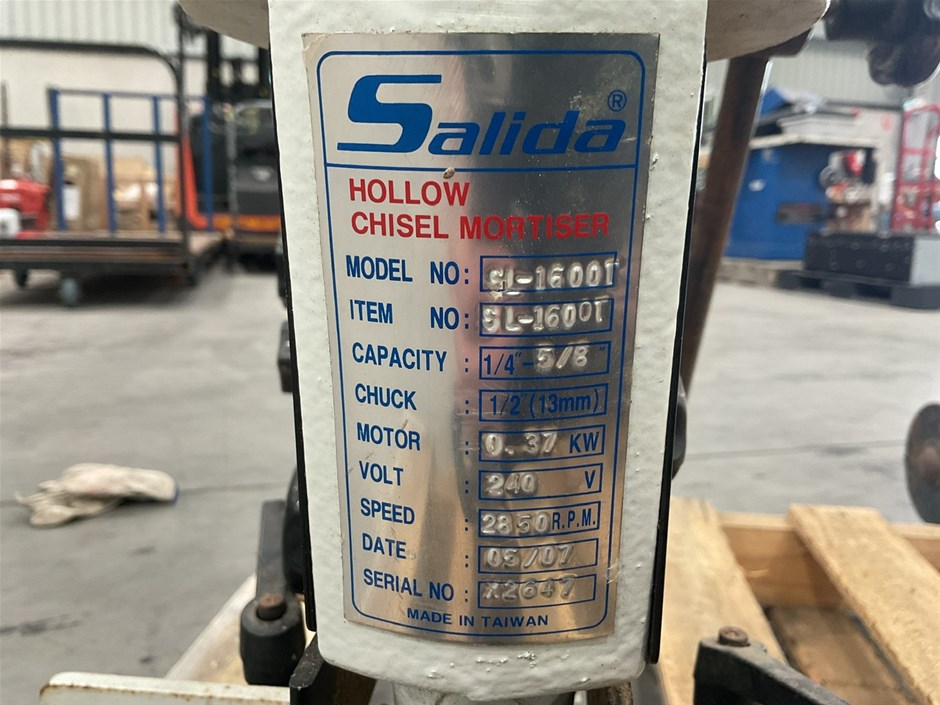 Salida®
HOLLOW
CHISEL MORTISER
MODEL NO: SL-1600T
ITEM NO: SL-1600T
CAPACITY : 1/4"-5/8"
CHUCK : 1/2"(13mm)
MOTOR : 0.37 KW
VOLT : 240 V
SPEED : 2850 R.P.M.
DATE : 05/07
SERIAL NO : X2647
MADE IN TAIWAN